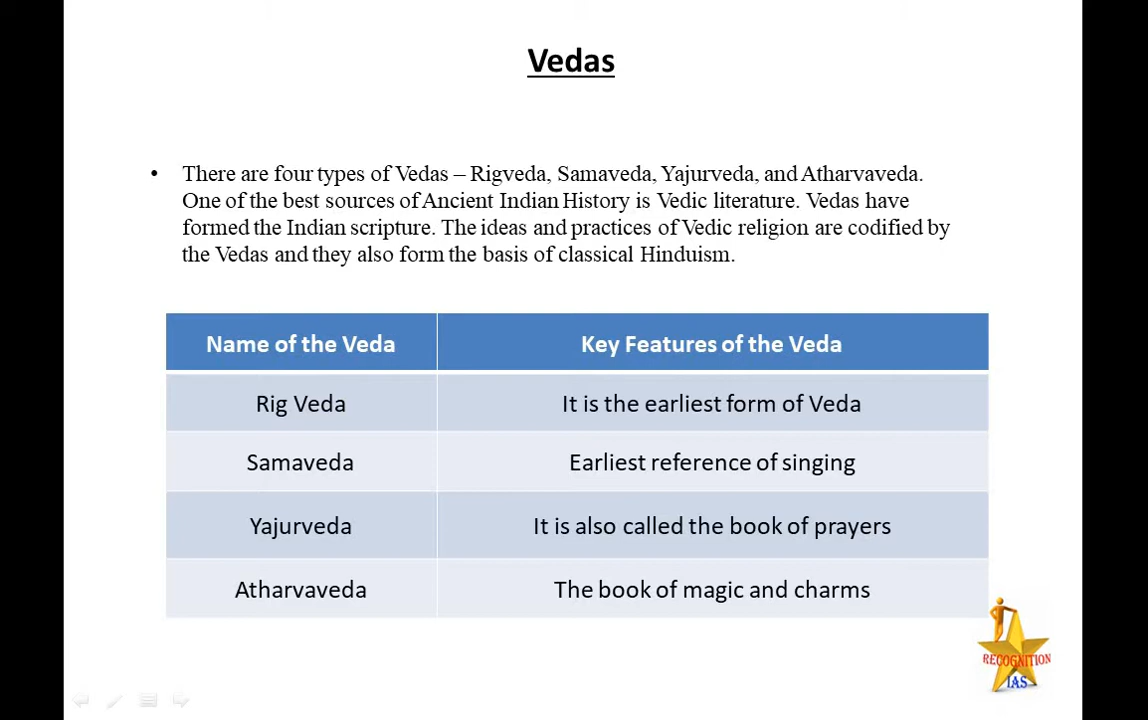 Vedas
• There are four types of Vedas – Rigveda, Samaveda, Yajurveda, and Atharvaveda.
One of the best sources of Ancient Indian History is Vedic literature. Vedas have
formed the Indian scripture. The ideas and practices of Vedic religion are codified by
the Vedas and they also form the basis of classical Hinduism.
Name of the Veda Key Features of the Veda
Rig Veda It is the earliest form of Veda
Samaveda Earliest reference of singing
Yajurveda It is also called the book of prayers
Atharvaveda The book of magic and charms
RECOGNITION
IAS